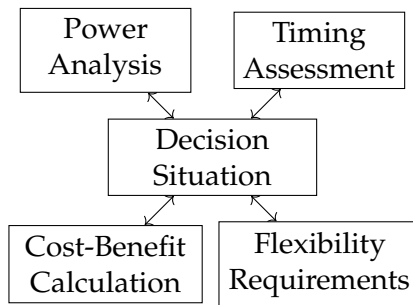 Power
Analysis
Timing
Assessment
Decision
Situation
Cost-Benefit
Calculation
Flexibility
Requirements